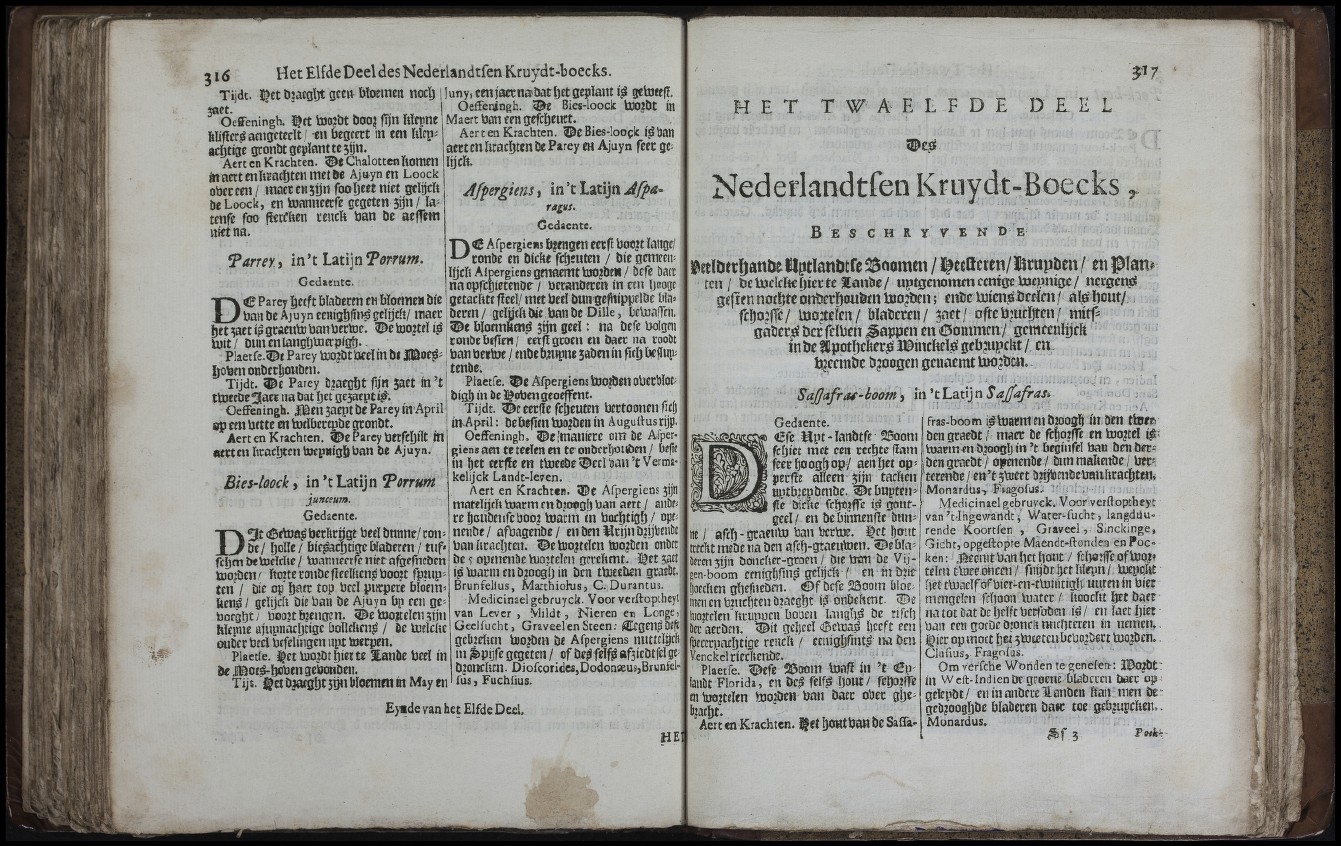 316 Het Elfde Deel des Nederlandtsen Kruydt-boecks.
Tijdt. Het draeght geen bloemen noch
zaet.
Oeffeningh. Het wordt door sijn kleyne
klisters aengeteelt / en begeert in een kley-
achtige grondt geplant te zijn.
Aert en Krachten. De Chalotten komen
in aert en krachten met de Ajuyn en Loock
over een / maer en zijn soo heet niet gelijck
de Loock, en wanneerse gegeten zijn / la-
tense soo stercken reuck van de aessem
niet na.
Parrey, in 't Latijn Porrum.
Gedaente.
DE Parey heeft bladeren en bloemen die
van de Ajuyn eenighsins gelijck / maer
het zaet is graeuw van verwe. De wortel is
wit / dun en langhwerpigh.
Plaetse. De Parey wordt veel in de Moes-
hoven onderhouden.
Tijdt. De Parey draeght sijn zaet in 't
tweede Jaer na dat het gezaeyt is.
Oeffeningh. Men zaeyt de Parey in April
op een vette en welbereyde grondt.
Aert en Krachten. De Parey verschilt in
aert en krachten weynigh van de Ajuyn.
Bies-loock, in 't Latijn Porrum
junceum.
Gedaente.
DIt Gewas verkrijgt veel dunne / ron-
de / holle / biesachtige bladeren / tus-
schen de welcke / wanneerse niet afgesneden
worden / korte ronde steelkens voort spruy-
ten / die op haer top veel purpere bloem-
kens / gelijck die van de Ajuyn by een ge-
voeght / voort brengen. De wortelen zijn
kleyne ajuynachtige bollekens / de welcke
onder veel veselingen uyt werpen.
Plaetse. Het wordt hier te Lande veel in
de Moes-hoven gevonden.
Tijt. Het draeght zijn bloemen in May en
Juny, een jaer na dat het geplant is geweest.
Oeffeningh. De Bies-loock wordt in
Maert van een gescheurt.
Aert en Krachten. De Bies-loock is van
aert en krachten de Parey en Ajuyn seer ge-
lijck.
Aspergiens, in 't Latijn Aspa-
ragus.
Gedaente.
DE Aspergiens brengen eerst voort lange /
ronde en dicke scheuten / die gemeen-
lijck Aspergiens genaemt worden / dese daer
na opschietende / veranderen in een hooge
getackte steel / met veel dun gesnippelde bla-
deren / gelijck die van de Dille, bewassen.
De bloemkens zijn geel : na dese volgen
ronde besien / eerst groen en daer na roodt
van verwe / ende bruyne zaden in sich besluy-
tende.
Plaetse. De Aspergiens worden overvloe-
digh in de Hoven geoeffent.
Tijdt. De eerste scheuten vertoonen sich
in April : de besien worden in Augustus rijp.
Oeffeningh. De maniere om de Asper-
giens aen te teelen en te onderhouden / besie
in het eerste en tweede Deel van 't Verma-
kelijck Landt-leven.
Aert en Krachten. De Aspergiens zijn
matelijck warm en droogh van aert / ande-
re houdense voor warm en vochtigh / ope-
nende / afvagende / en den Urijn drijvende
van krachten. De wortelen worden onder
de 5 openende wortelen gerekent. Het zaet
is warm en droogh in den tweeden graedt.
Brunfellus, Matthiolus, C. Durantus.
Medicinael gebruyck. Voor verstoptheyt
van Lever, Mildt, Nieren en Longe,
Geelsucht, Graveel en Steen: Tegens dese
gebreken worden de Aspergiens nuttelijck
in Spijse gegeten / of des selfs afziedtsel ge-
droncken. Dioscorides, Dodonæus, Brunfel-
sus, Fuchsius.
Eynde van het Elfde Deel.
HET
317
HET TWAELFDE DEEL
Des
Nederlandtsen Kruydt-Boecks,
BESCHRYVENDE
Veelderhande Uytlandtse Boomen / Heesteren / Kruyden / en Plan-
ten / de welcke hier te Lande / uytgenomen eenige weynige / nergens
gesien nochte onderhouden worden ; ende wiens deelen / als hout /
schorsse / wortelen / bladeren / zaet / ofte vruchten / mits-
gaders der selven Sappen en Gommen / gemeenlijck
in de Apothekers Winckels gebruyckt / en
vreemde droogen genaemt worden.
Sassafras-boom, in 't Latijn Sassafras.
Gedaente.
DEse Uyt-landtse Boom
schiet met een rechte stam
seer hoogh op / aen het op-
perste alleen zijn tacken
uytbreydende. De buyten-
ste dicke schorsse is gout-
geel / en de binnenste dun-
ne / asch-graeuw van verwe. Het hout
treckt mede na den asch-graeuwen. De bla-
deren zijn doncker-groen / die van de Vij-
gen-boom eenighsins gelijck / en in drie
hoecken gesneden. Of dese Boom bloe-
men en vruchten draeght is onbekent. De
wortelen kruypen boven langhs de risch
der aerden. Dit geheel Gewas heeft een
specerpachtige reuck / eenighsints na den
Venckel rieckende.
Plaetse. Dese Boom wast in 't Ey-
landt Florida, en des selfs hout / schorsse
en wortelen worden van daer over ghe-
bracht.
Aert en Krachten. Het hout van de Sassa-
fras-boom is warm en droogh in den twee-
den graedt / maer de schorsse en wortel is
warm en droogh in 't beginsel van den der-
den graedt / openende / dun makende / ver-
teerende / en 't zweet drijvende van krachten,
Monardus, Fragosus.
Medicinael gebruyck. Voor verstoptheyt
van 't Ingewandt, Water-sucht, langdu-
rende Koortsen, Graveel, Sinckinge,
Gicht, opgestopte Maendt-stonden en Poc-
ken: Neemt van het hout / schorsse of wor-
telen twee oncen / snijdt het kleyn / weyckt
het twaelf of vier-en-twintigh uuren in vier
mengelen schoon water / koockt het daer
na tot dat de helft versoden is / en laet hier
van een goede dronck nuchteren in nemen.
Hier op moet het zweeten bevordert worden.
Clusius, Fragosus.
Om versche Wonden te genesen: Wordt
in West-Indien de groene bladeren daer op
geleydt / en in andere Landen kan men de
gedrooghde bladeren daer toe gebruycken.
Monardus.
Ss 3 Pock-